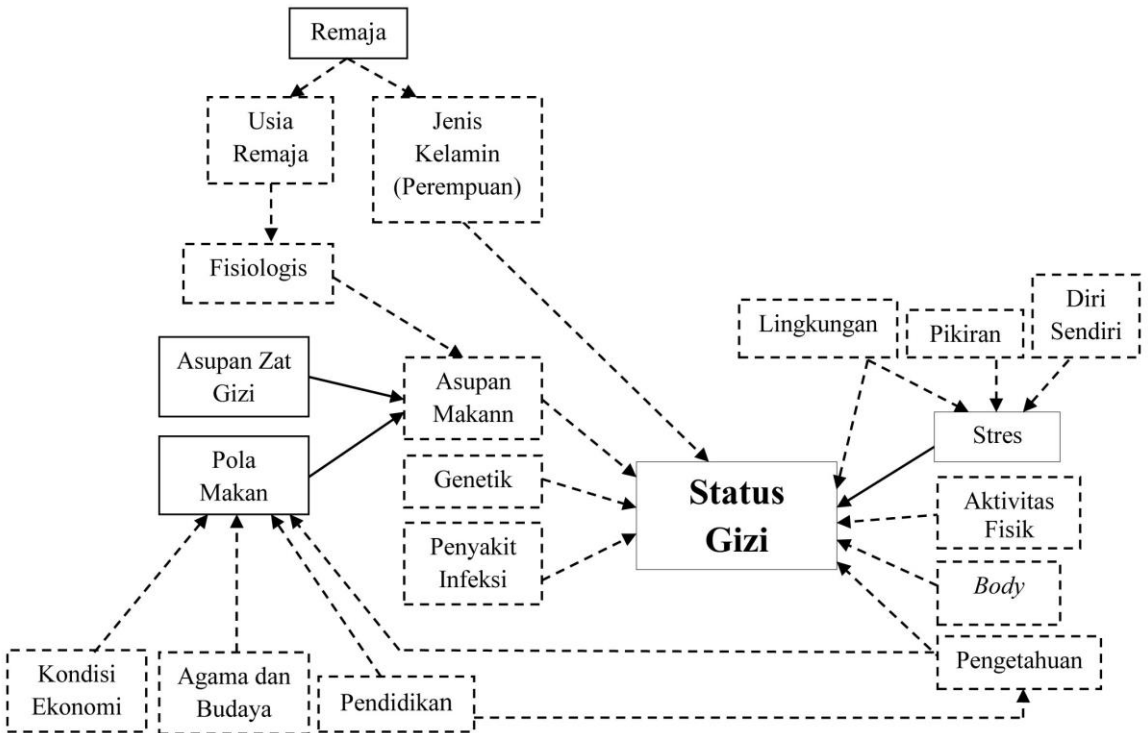 Remaja
Usia
Remaja
Jenis
Kelamin
(Perempuan)
Fisiologis
Lingkungan
Pikiran
Diri
Sendiri
Asupan Zat
Gizi
Asupan
Makann
Stres
Pola
Makan
Genetik
Status
Gizi
Aktivitas
Fisik
Penyakit
Infeksi
Body
Pengetahuan
Kondisi
Ekonomi
Agama dan
Budaya
Pendidikan